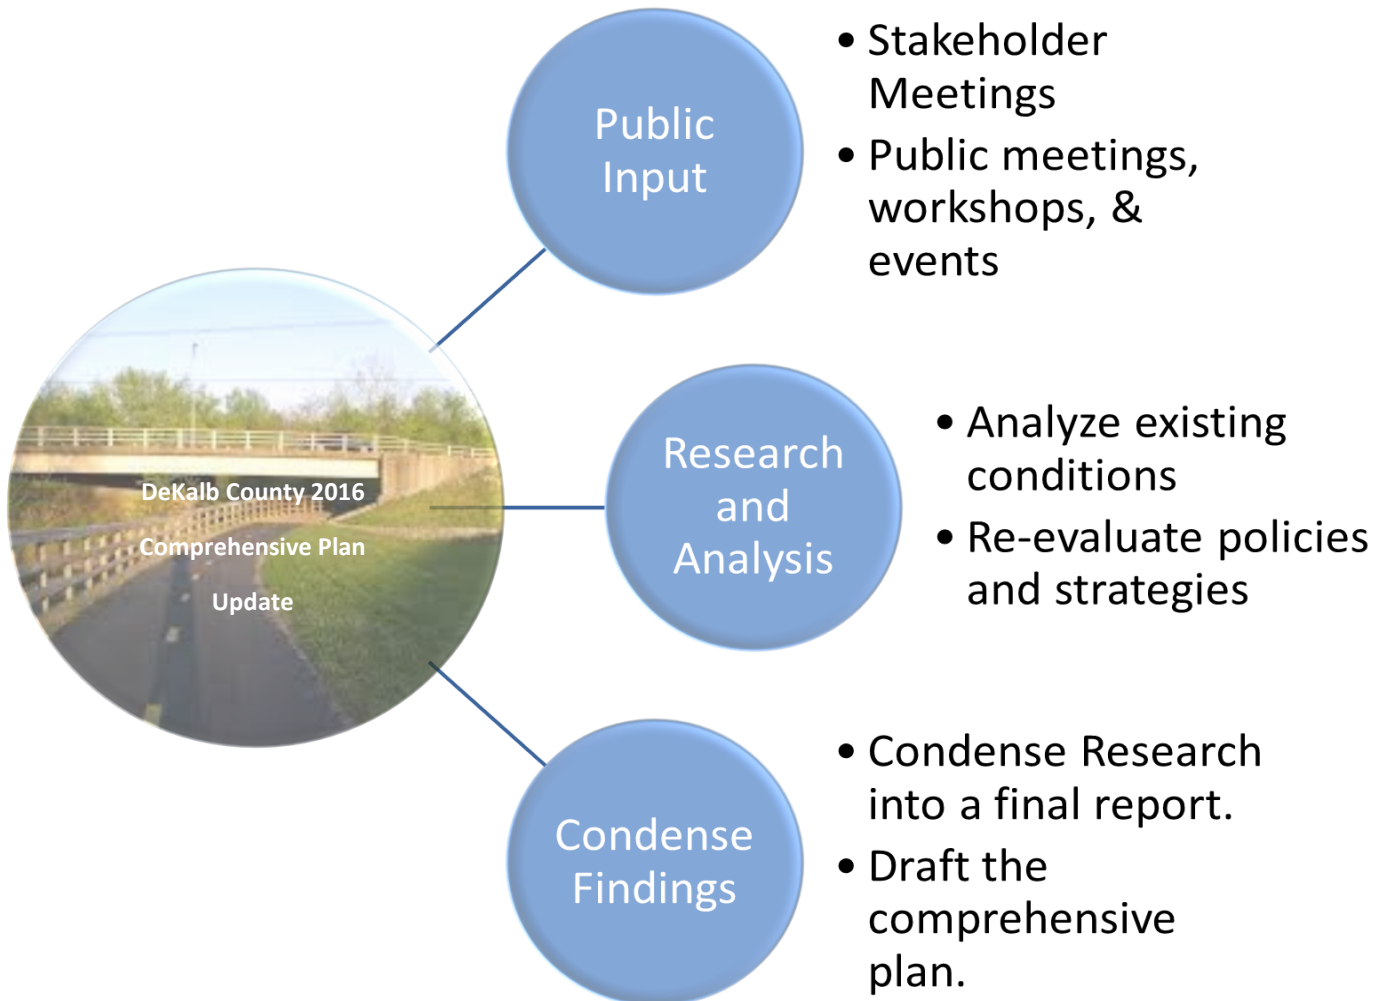 Public
Input
• Stakeholder
Meetings
• Public meetings,
workshops, &
events
DeKalb County 2016
Comprehensive Plan
Update
Research
and
Analysis
• Analyze existing
conditions
• Re-evaluate policies
and strategies
Condense
Findings
• Condense Research
into a final report.
• Draft the
comprehensive
plan.